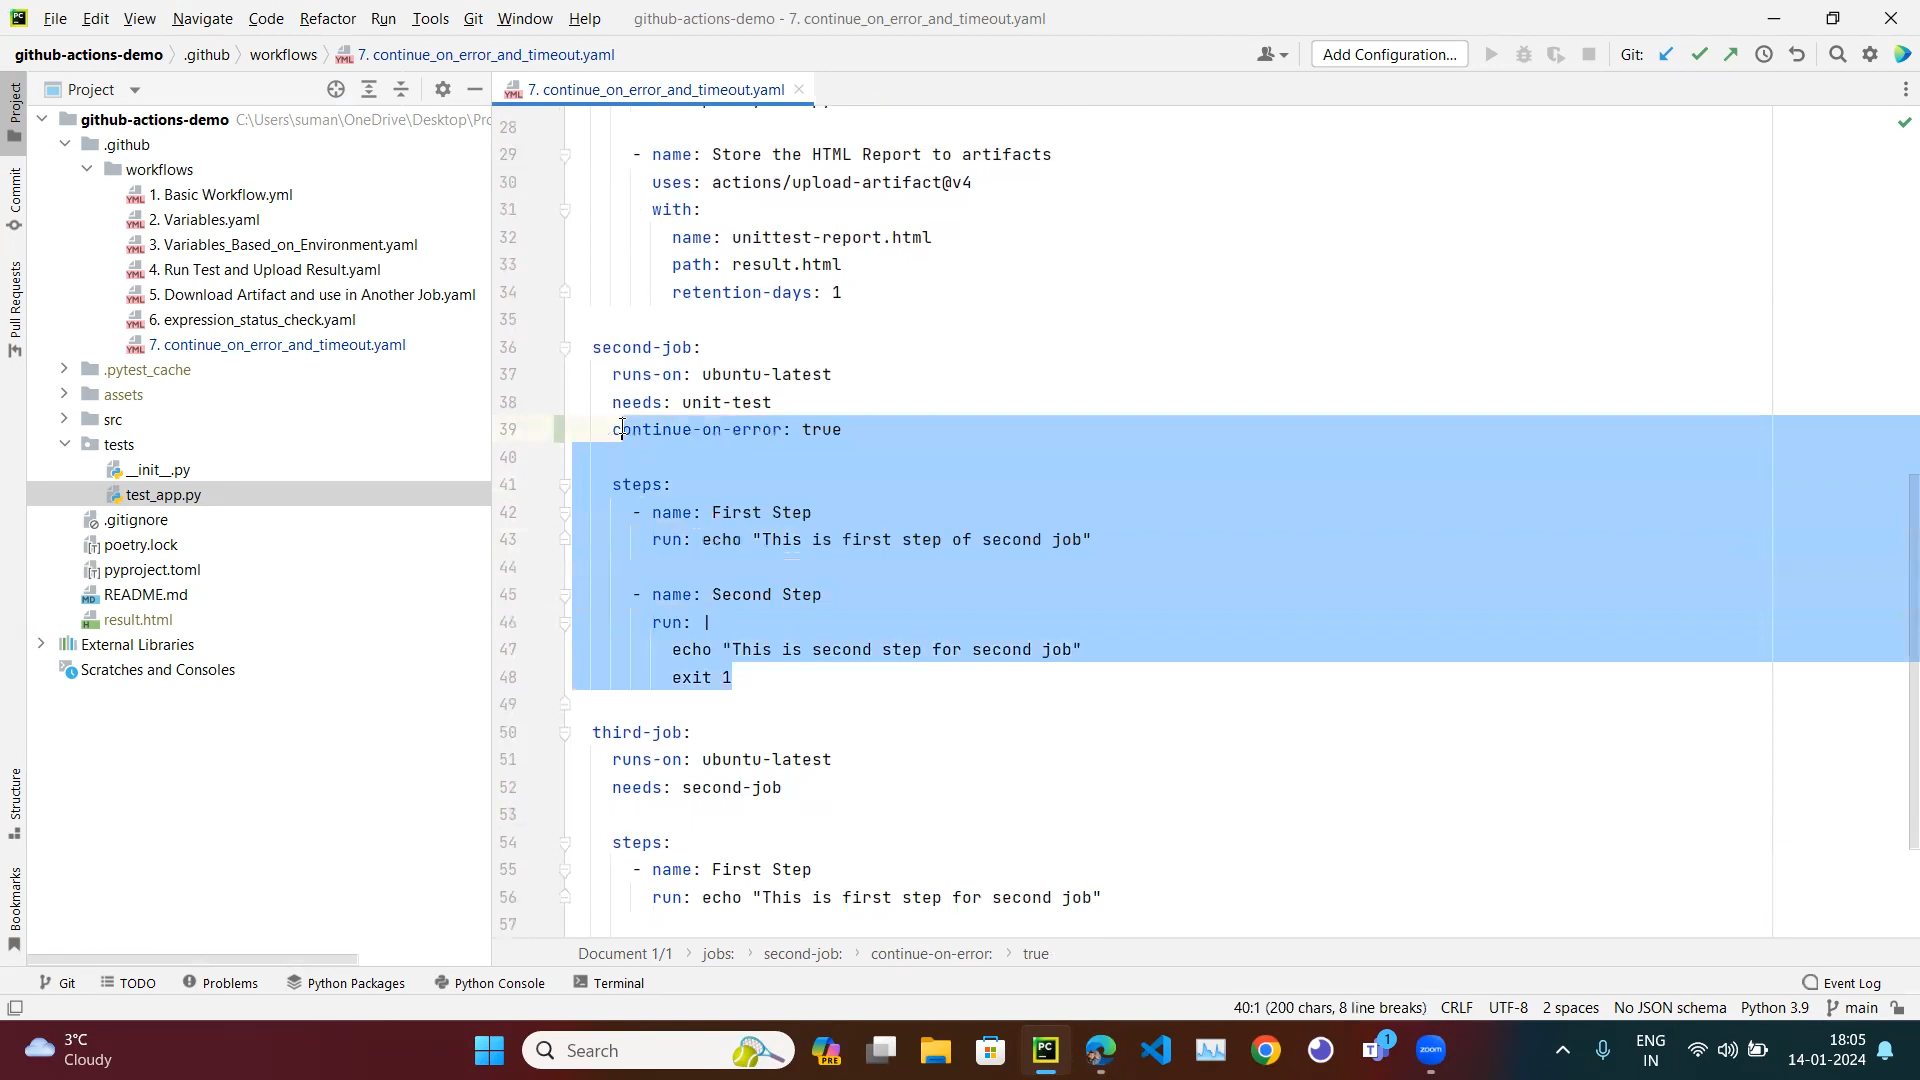 File Edit View Navigate Code Refactor Run Tools Git Window Help github-actions-demo - 7. continue_on_error_and_timeout.yaml
github-actions-demo .github workflows 7. continue_on_error_and_timeout.yaml Add Configuration... Git:
Project 7. continue_on_error_and_timeout.yaml
github-actions-demo C:\Users\suman\OneDrive\Desktop\Pro
.github
workflows
1. Basic Workflow.yml
2. Variables.yaml
3. Variables_Based_on_Environment.yaml
4. Run Test and Upload Result.yaml
5. Download Artifact and use in Another Job.yaml
6. expression_status_check.yaml
7. continue_on_error_and_timeout.yaml
.pytest_cache
assets
src
tests
__init__.py
test_app.py
.gitignore
poetry.lock
pyproject.toml
README.md
result.html
External Libraries
Scratches and Consoles
Project
Commit
Pull Requests
Structure
Bookmarks
28
29 - name: Store the HTML Report to artifacts
30 uses: actions/upload-artifact@v4
31 with:
32 name: unittest-report.html
33 path: result.html
34 retention-days: 1
35
36 second-job:
37 runs-on: ubuntu-latest
38 needs: unit-test
39 continue-on-error: true
40
41 steps:
42 - name: First Step
43 run: echo "This is first step of second job"
44
45 - name: Second Step
46 run: |
47 echo "This is second step for second job"
48 exit 1
49
50 third-job:
51 runs-on: ubuntu-latest
52 needs: second-job
53
54 steps:
55 - name: First Step
56 run: echo "This is first step for second job"
57
Document 1/1 jobs: second-job: continue-on-error: true
Git TODO Problems Python Packages Python Console Terminal Event Log
40:1 (200 chars, 8 line breaks) CRLF UTF-8 2 spaces No JSON schema Python 3.9 main
3°C
Cloudy
Search
PRE
PC
1
zoom
ENG
IN
18:05
14-01-2024